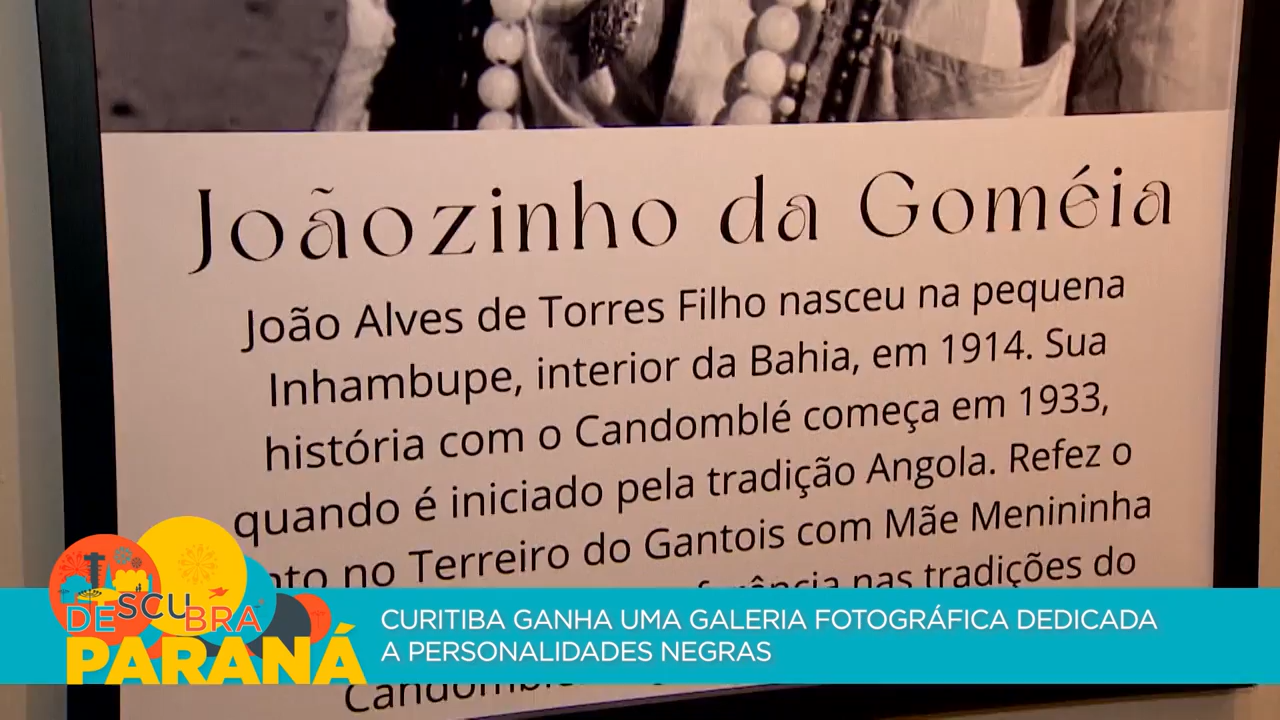 Joãozinho da Goméia
João Alves de Torres Filho nasceu na pequena
Inhambupe, interior da Bahia, em 1914. Sua
história com o Candomblé começa em 1933,
quando é iniciado pela tradição Angola. Refez o
no Terreiro do Gantois com Mãe Menininha
nas tradições do
DESCUBRA
PARANÁ
CURITIBA GANHA UMA GALERIA FOTOGRÁFICA DEDICADA
A PERSONALIDADES NEGRAS